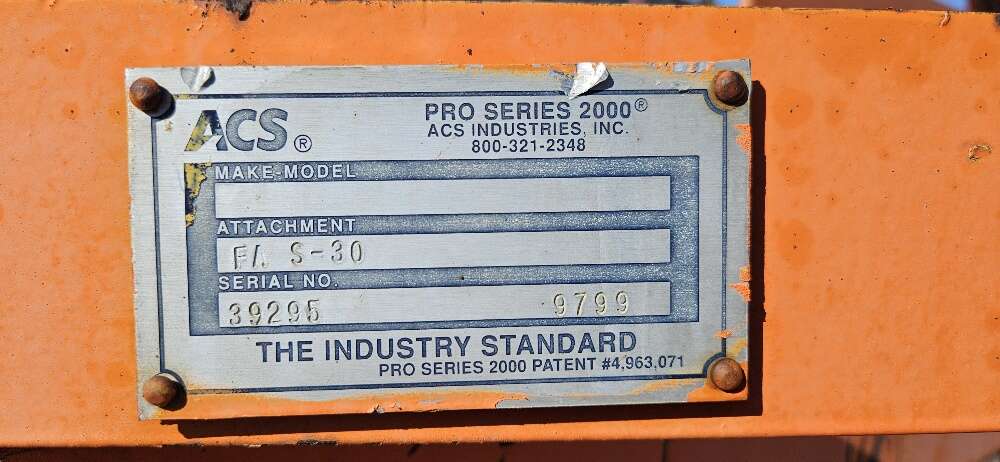 ACS®
PRO SERIES 2000®
ACS INDUSTRIES, INC.
800-321-2348
MAKE-MODEL
ATTACHMENT
S-30
SERIAL NO.
39295 9799
THE INDUSTRY STANDARD
PRO SERIES 2000 PATENT #4,963,071